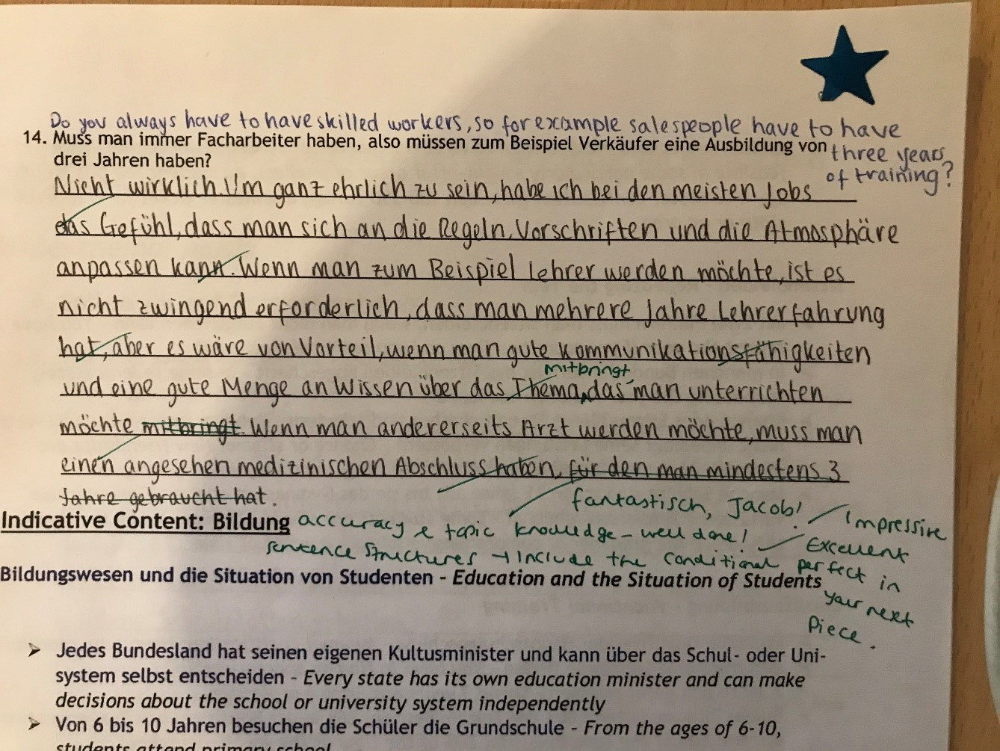 Do you always have to have skilled workers, so for example salespeople have to have
14. Muss man immer Facharbeiter haben, also müssen zum Beispiel Verkäufer eine Ausbildung von
three years
drei Jahren haben?
of training?
Nicht wirklich. Um ganz ehrlich zu sein, habe ich bei den meisten Jobs
das Gefühl, dass man sich an die Regeln, Vorschriften und die Atmosphäre
anpassen kann. Wenn man zum Beispiel Lehrer werden möchte, ist es
nicht zwingend erforderlich, dass man mehrere Jahre Lehrerfahrung
hat, aber es wäre von Vorteil, wenn man gute Kommunikationsfähigkeiten
mitbringt
und eine gute Menge an Wissen über das Thema, das man unterrichten
möchte mitbringt. Wenn man andererseits Arzt werden möchte, muss man
einen angesehen medizinischen Abschluss haben, für den man mindestens 3
Jahre gebraucht hat.
fantastisch, Jacob! Impressive
Indicative Content: Bildung
accuracy & topic knowledge - well done! Excellent
sentence structures → Include the conditional perfect in
your next
piece.
Bildungswesen und die Situation von Studenten - Education and the Situation of Students
➢ Jedes Bundesland hat seinen eigenen Kultusminister und kann über das Schul- oder Uni-
system selbst entscheiden - Every state has its own education minister and can make
decisions about the school or university system independently
➢ Von 6 bis 10 Jahren besuchen die Schüler die Grundschule - From the ages of 6-10,
students attend primary school